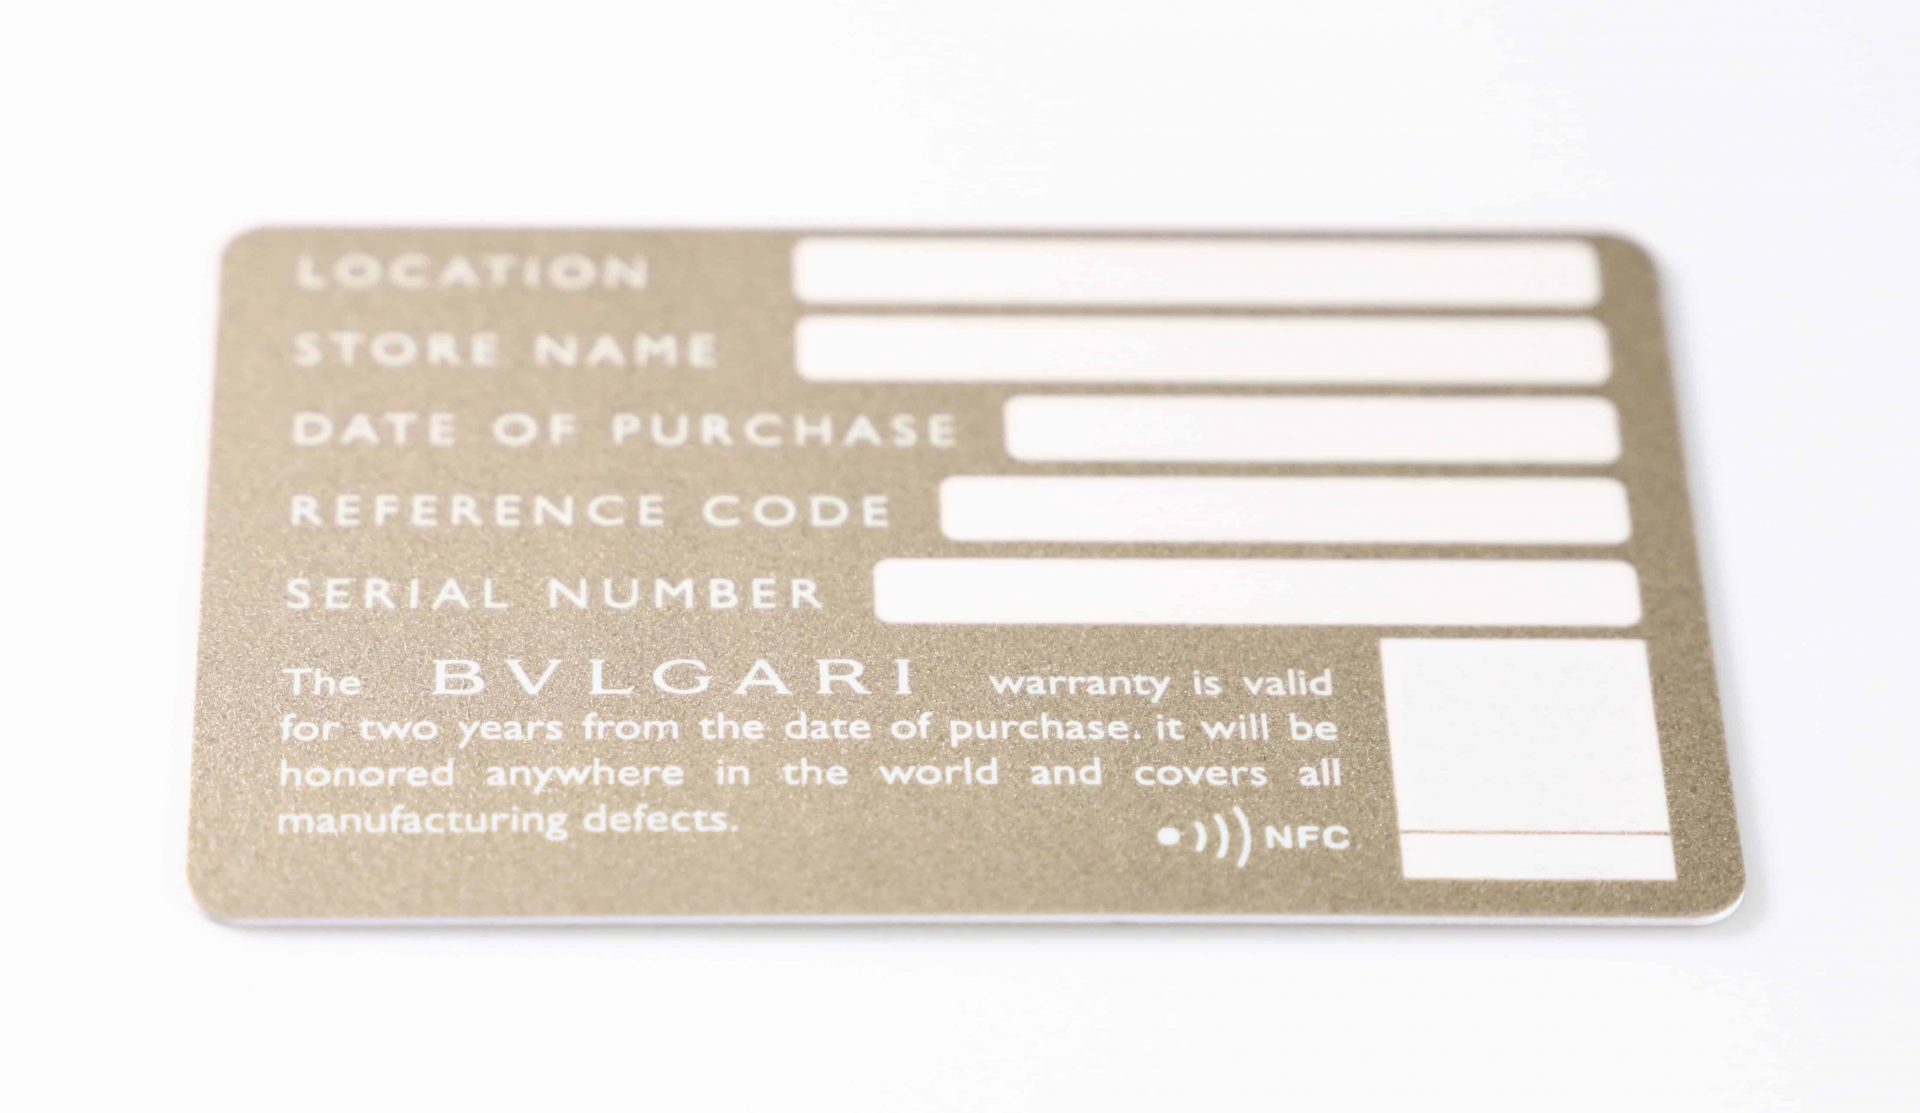 LOCATION
STORE NAME
DATE OF PURCHASE
REFERENCE CODE
SERIAL NUMBER
The BVLGARI warranty is valid
for two years from the date of purchase. it will be
honored anywhere in the world and covers all
manufacturing defects.
NFC